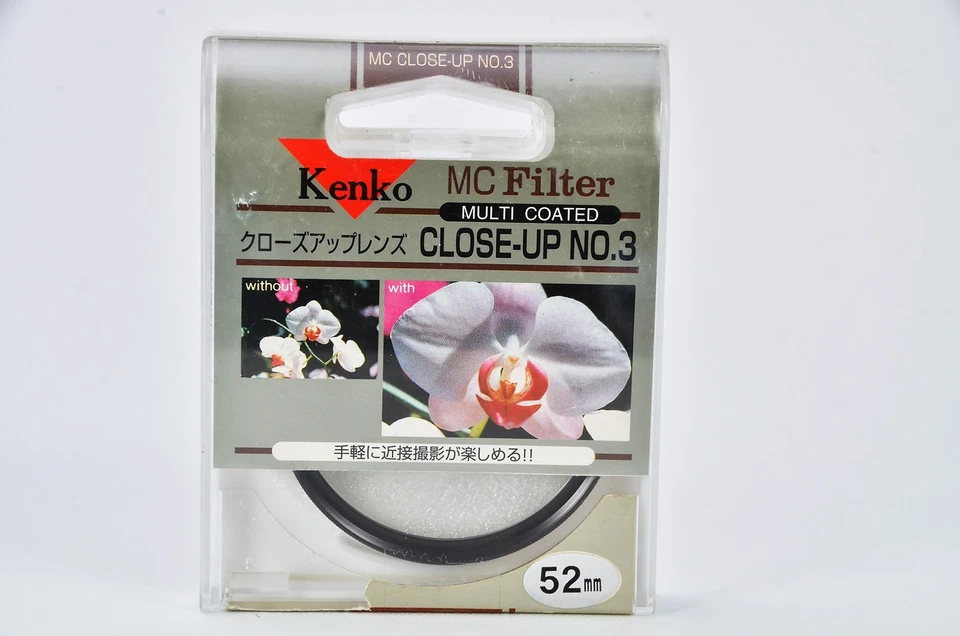 MC CLOSE-UP NO.3
Kenko
MC Filter
MULTI COATED
クローズアップレンズ CLOSE-UP NO.3
without
with
手軽に近接撮影が楽しめる!!
52mm